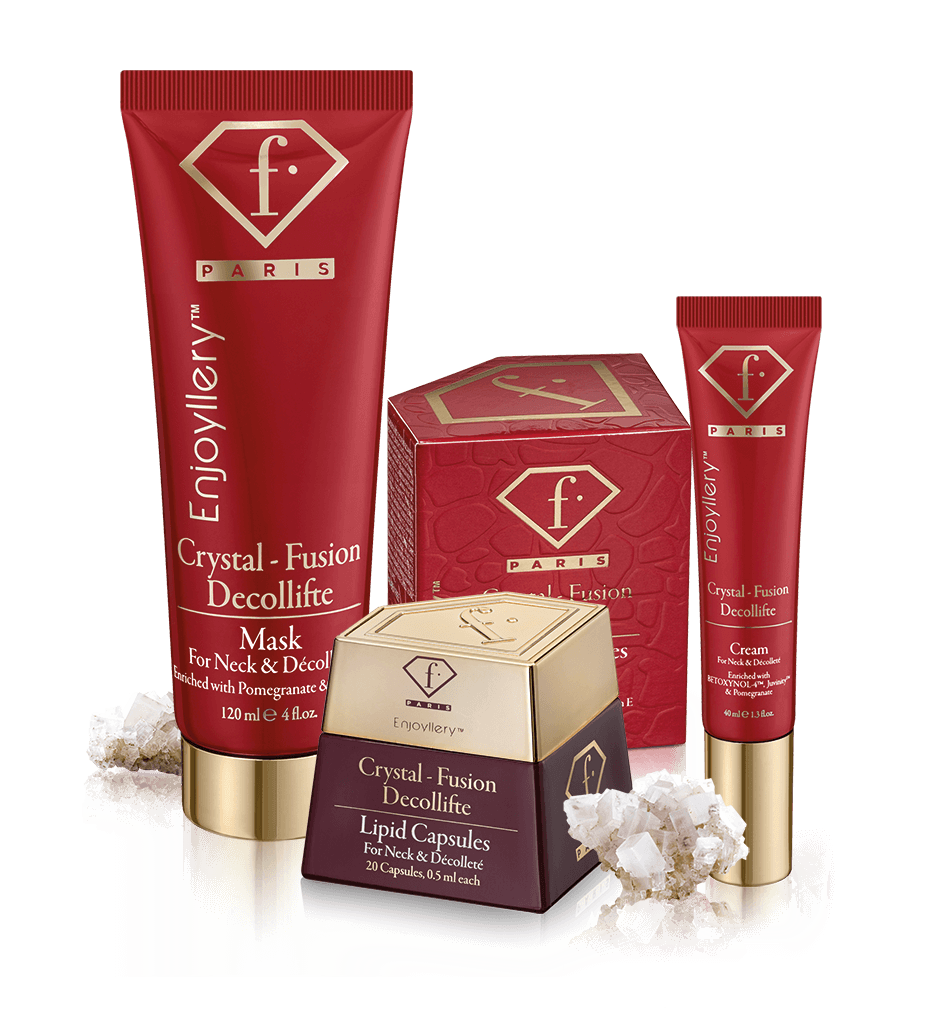 f.
PARIS
Enjoyllery™
Crystal - Fusion
Decollifte
Mask
For Neck & Décoll
Enriched with Pomegranate &
120 ml e 4 fl.oz.
f.
PARIS
Fusion
f.
PARIS
Enjoyllery™
Crystal - Fusion
Decollifte
Lipid Capsules
For Neck & Décolleté
20 Capsules, 0.5 ml each
f.
f.
PARIS
Enjoyllery™
Crystal - Fusion
Decollifte
Cream
For Neck & Décolleté
Enriched with
BETOXYNOL-4™, Juvinity™
& Pomegranate
40 ml e 1.3 fl.oz.